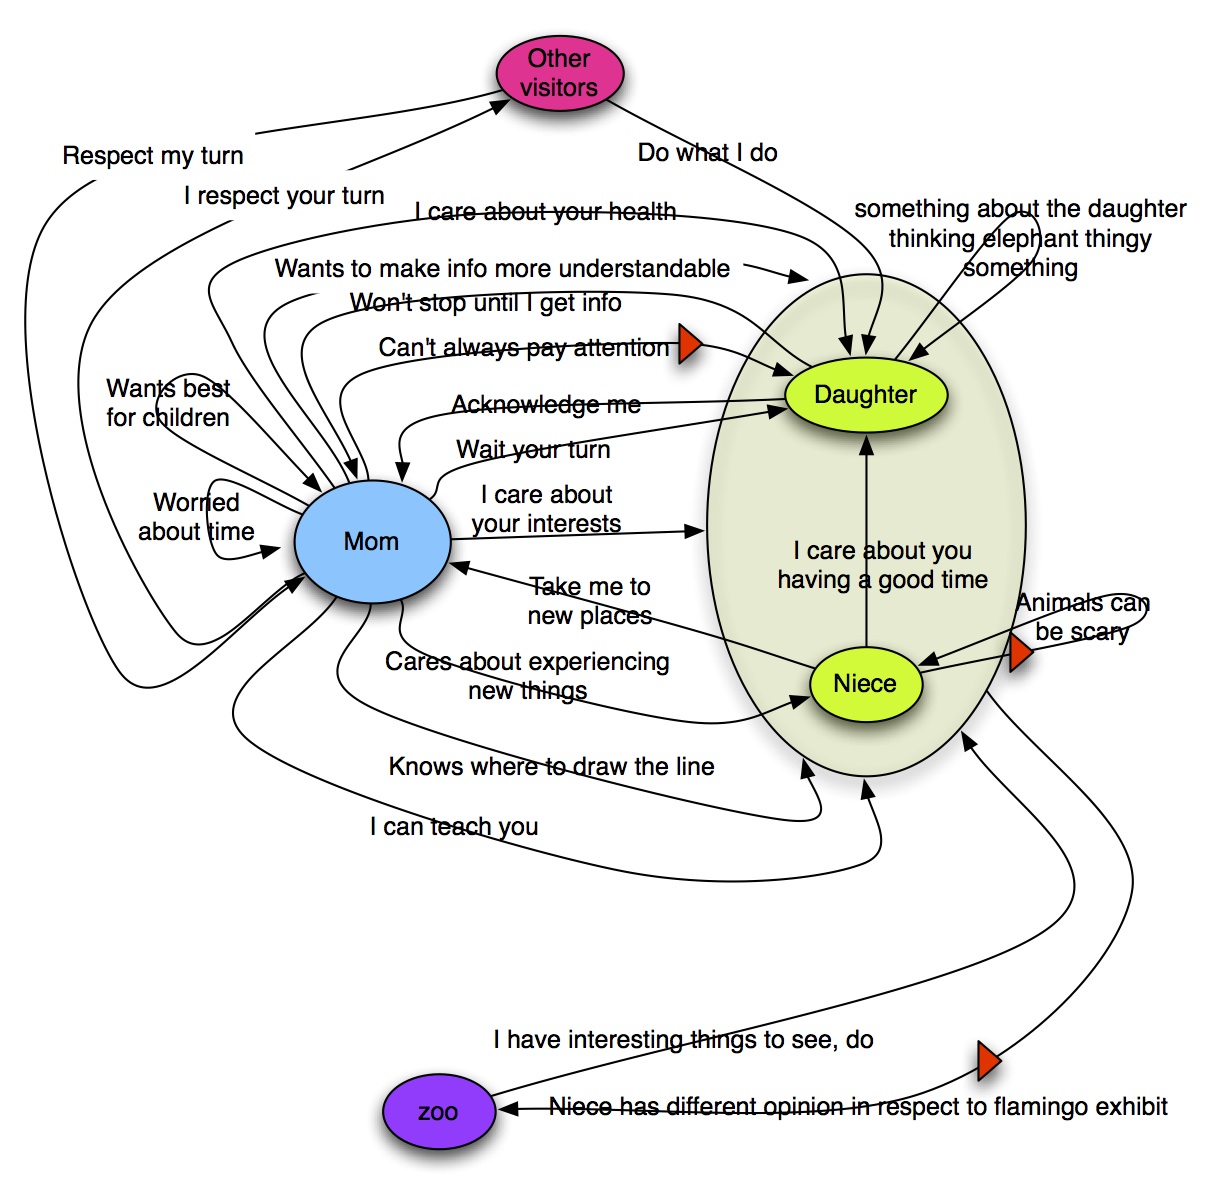 Other
visitors
Do what I do
Respect my turn
I respect your turn
I care about your health
something about the daughter
thinking elephant thingy
something
Wants to make info more understandable
Won't stop until I get info
Can't always pay attention
Wants best
for children
Daughter
Acknowledge me
Wait your turn
I care about
your interests
Worried
about time
Mom
I care about you
having a good time
Take me to
new places
Animals can
be scary
Cares about experiencing
new things
Niece
Knows where to draw the line
I can teach you
I have interesting things to see, do
zoo
Niece has different opinion in respect to flamingo exhibit